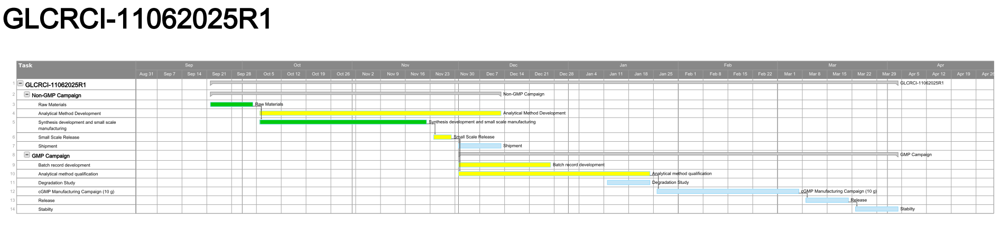 GLCRCI-11062025R1
Task
Sep Oct Nov Dec Jan Feb Mar Apr
Aug 31 Sep 7 Sep 14 Sep 21 Sep 28 Oct 5 Oct 12 Oct 19 Oct 26 Nov 2 Nov 9 Nov 16 Nov 23 Nov 30 Dec 7 Dec 14 Dec 21 Dec 28 Jan 4 Jan 11 Jan 18 Jan 25 Feb 1 Feb 8 Feb 15 Feb 22 Mar 1 Mar 8 Mar 15 Mar 22 Mar 29 Apr 5 Apr 12 Apr 19 Apr 26
1 GLCRCI-11062025R1 GLCRCI-11062025R1
2 Non-GMP Campaign Non-GMP Campaign
3 Raw Materials Raw Materials
4 Analytical Method Development Analytical Method Development
5 Synthesis development and small scale Synthesis development and small scale manufacturing
manufacturing
6 Small Scale Release Small Scale Release
7 Shipment Shipment
8 GMP Campaign GMP Campaign
9 Batch record development Batch record development
10 Analytical method qualification Analytical method qualification
11 Degradation Study Degradation Study
12 cGMP Manufacturing Campaign (10 g) cGMP Manufacturing Campaign (10 g)
13 Release Release
14 Stabilty Stabilty